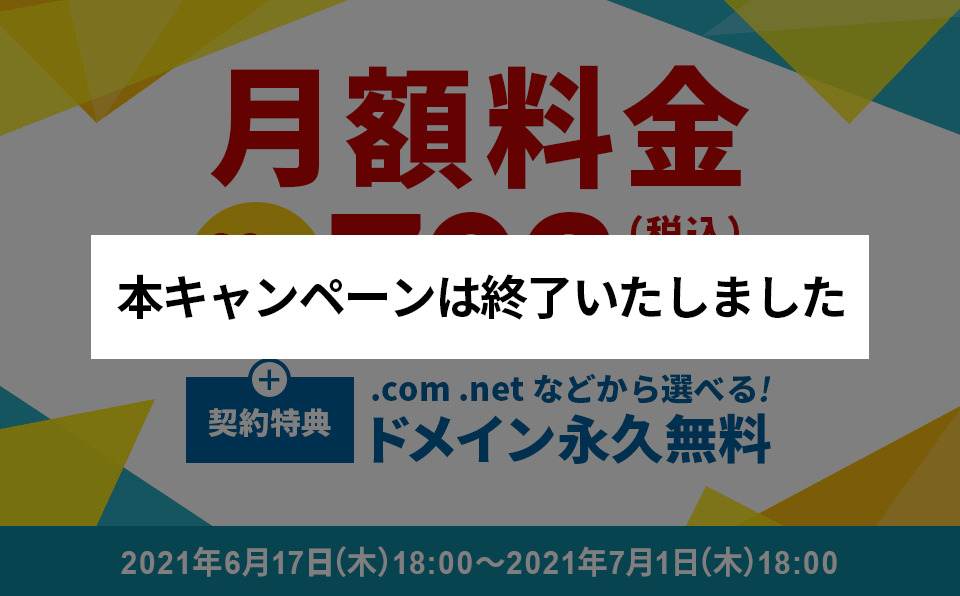 月額料金
(税込)
本キャンペーンは終了いたしました
契約特典
.com .net などから選べる!
ドメイン永久無料
2021年6月17日(木)18:00〜2021年7月1日(木)18:00